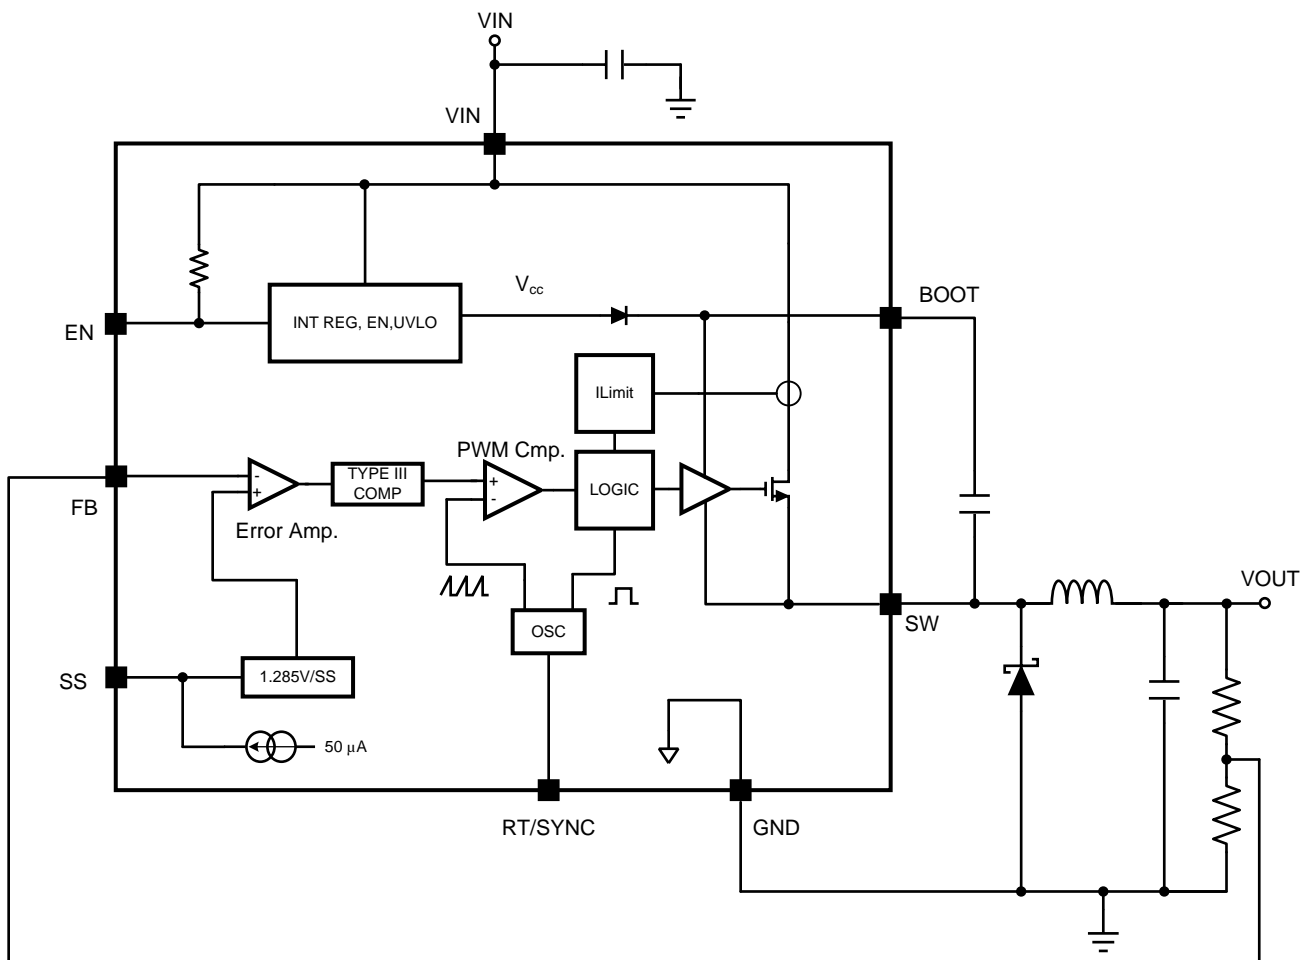 VIN
VIN
V_cc
BOOT
EN
INT REG, EN,UVLO
ILimit
PWM Cmp.
TYPE III
COMP
LOGIC
-
+
+
-
FB
Error Amp.
VOUT
OSC
SW
SS
1.285V/SS
50 µA
RT/SYNC
GND